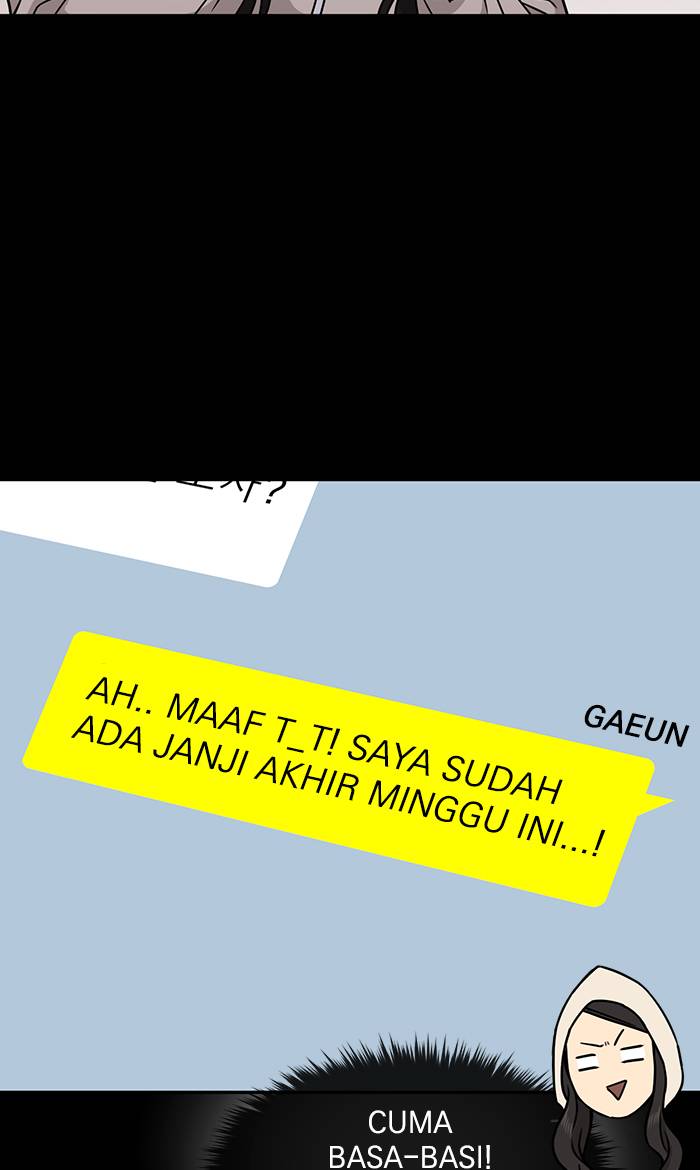 AH.. MAAF T_T! SAYA SUDAH
ADA JANJI AKHIR MINGGU INI...!
GAEUN
CUMA
BASA-BASI!